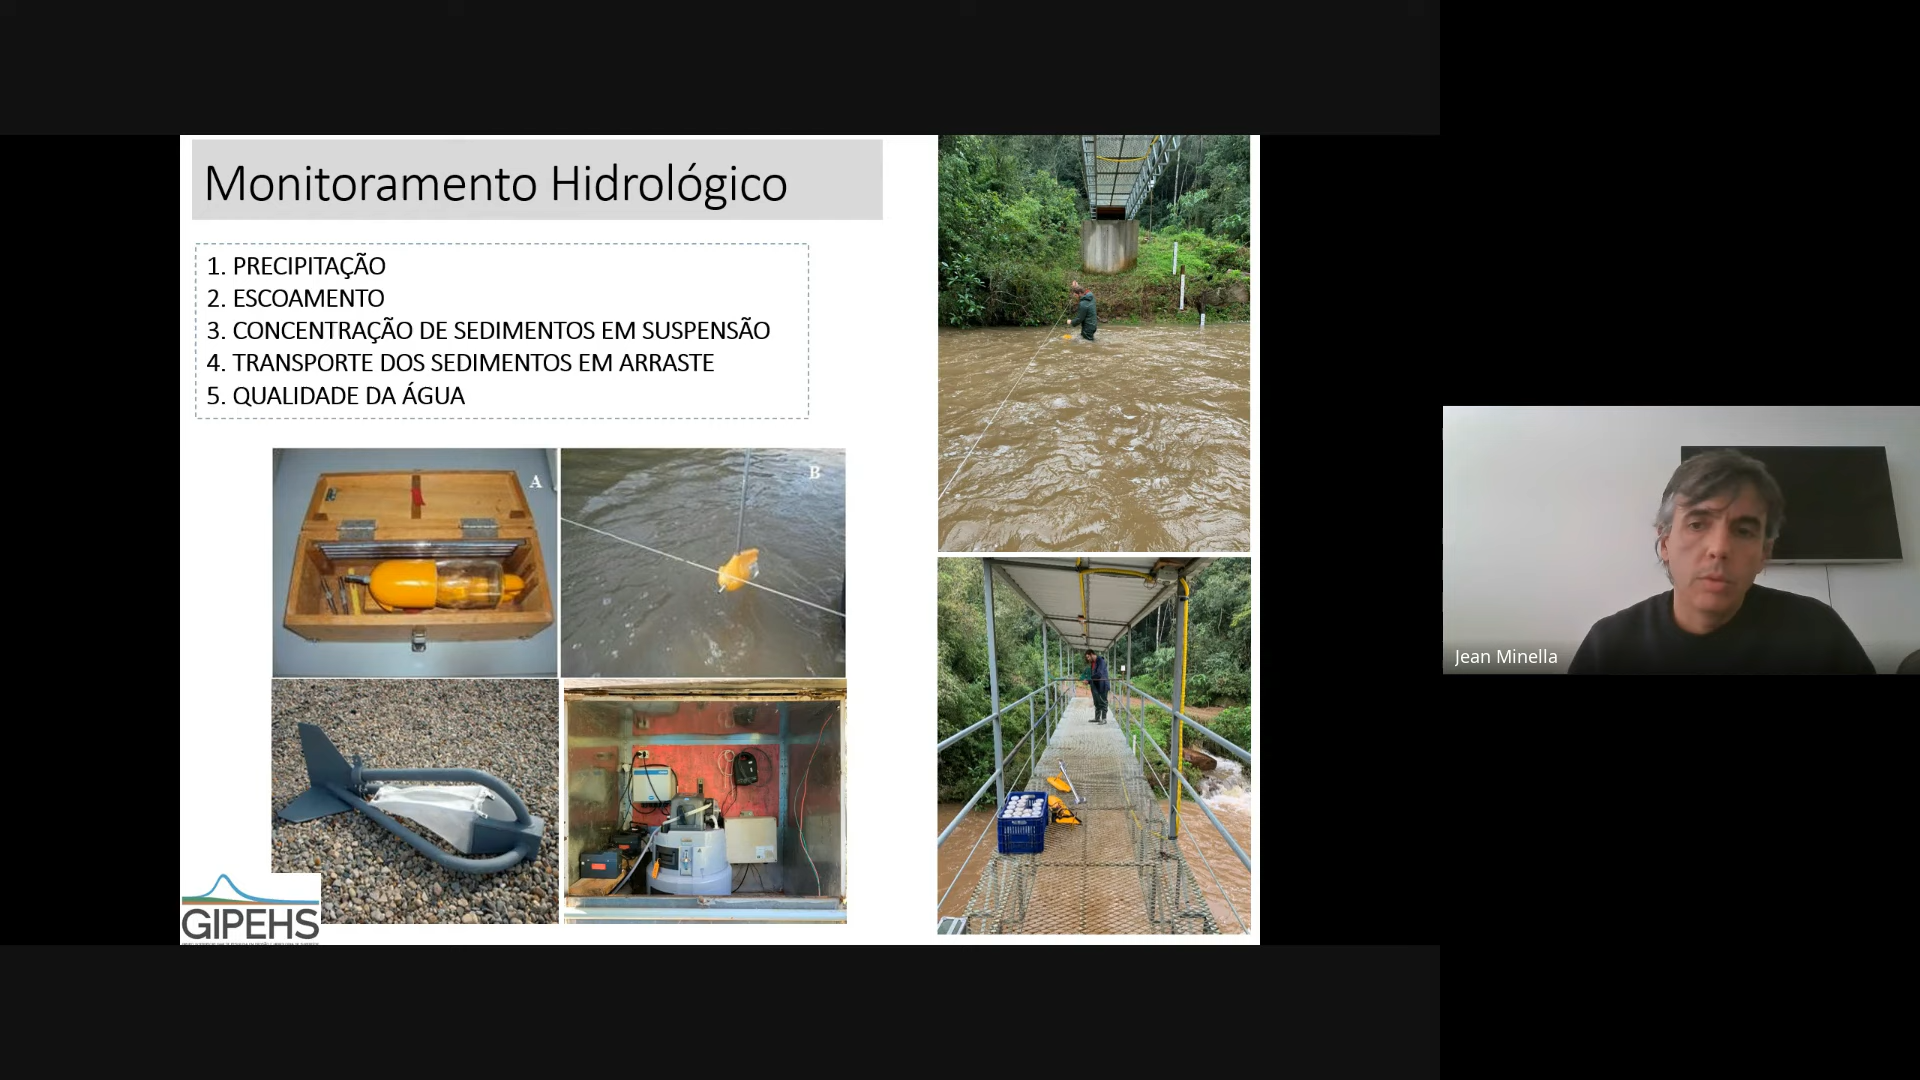 Monitoramento Hidrológico
1. PRECIPITAÇÃO
2. ESCOAMENTO
3. CONCENTRAÇÃO DE SEDIMENTOS EM SUSPENSÃO
4. TRANSPORTE DOS SEDIMENTOS EM ARRASTE
5. QUALIDADE DA ÁGUA
A
B
GIPEHS
Jean Minella